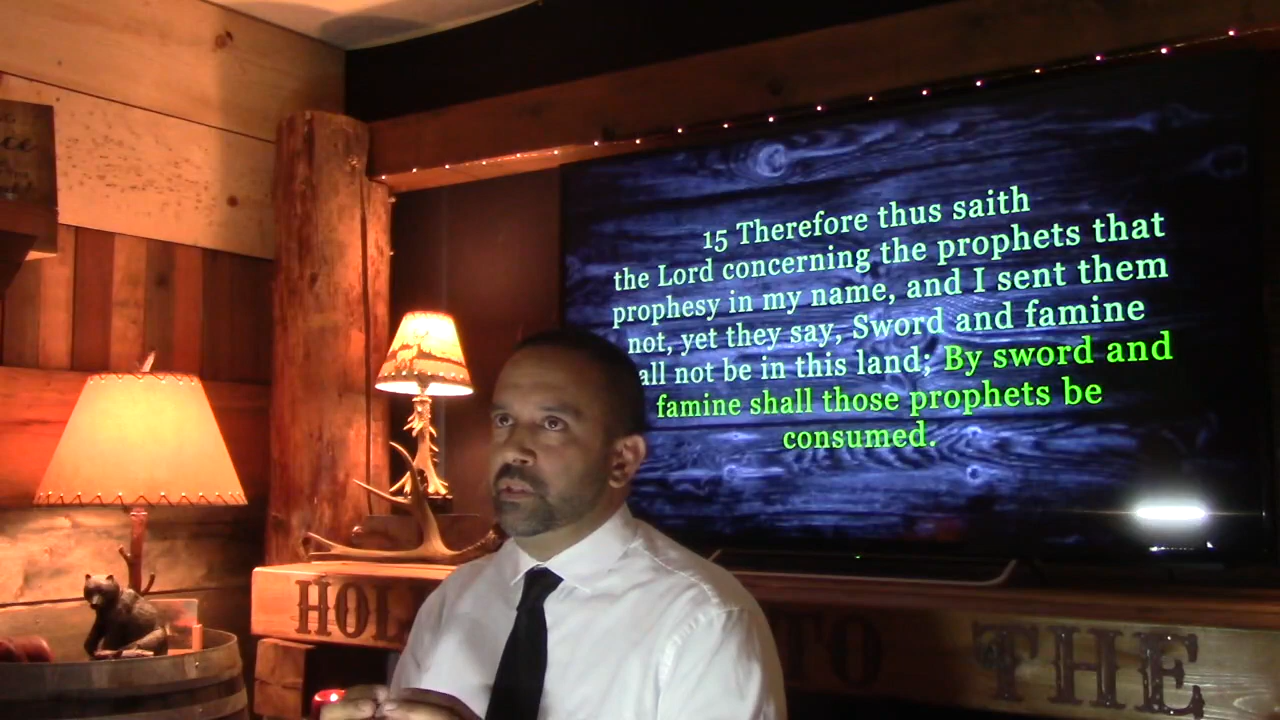 15 Therefore thus saith
the Lord concerning the prophets that
prophesy in my name, and I sent them
not, yet they say, Sword and famine
all not be in this land; By sword and
famine shall those prophets be
consumed.
HOL TO THE